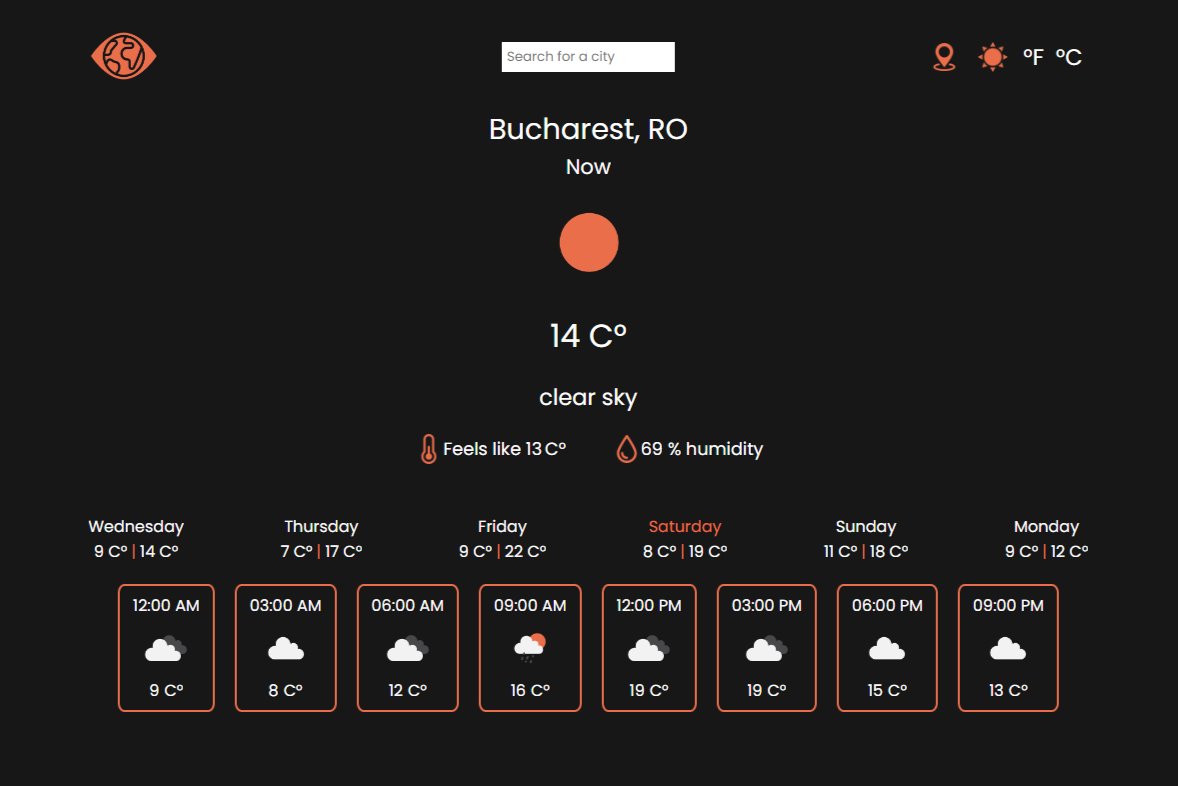 Search for a city
°F °C
Bucharest, RO
Now
14 C°
clear sky
Feels like 13 C° 69 % humidity
Wednesday Thursday Friday Saturday Sunday Monday
9 C° | 14 C° 7 C° | 17 C° 9 C° | 22 C° 8 C° | 19 C° 11 C° | 18 C° 9 C° | 12 C°
12:00 AM 03:00 AM 06:00 AM 09:00 AM 12:00 PM 03:00 PM 06:00 PM 09:00 PM
9 C° 8 C° 12 C° 16 C° 19 C° 19 C° 15 C° 13 C°